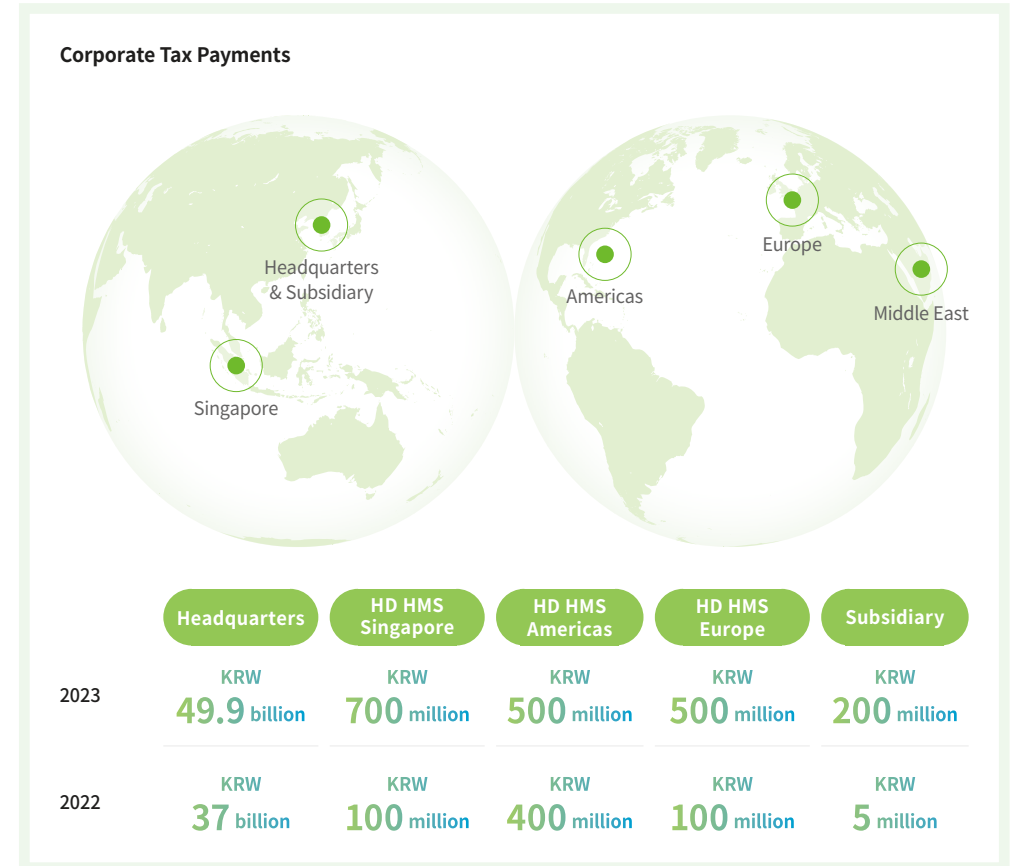 Corporate Tax Payments
Headquarters
& Subsidiary
Singapore
Americas
Europe
Middle East
Headquarters
HD HMS
Singapore
HD HMS
Americas
HD HMS
Europe
Subsidiary
2023
KRW
49.9 billion
KRW
700 million
KRW
500 million
KRW
500 million
KRW
200 million
2022
KRW
37 billion
KRW
100 million
KRW
400 million
KRW
100 million
KRW
5 million